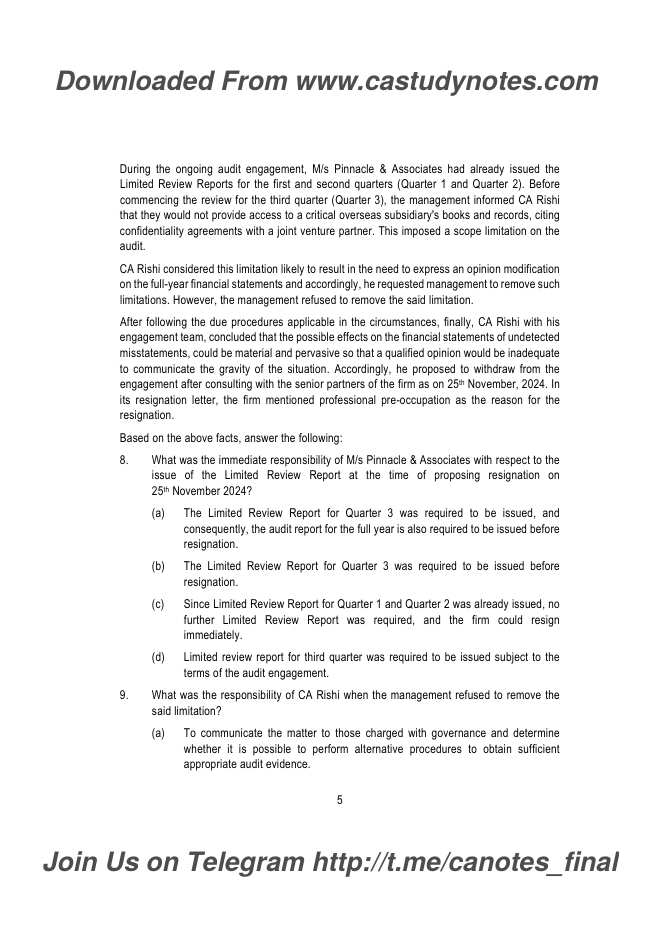 Downloaded From www.castudynotes.com
During the ongoing audit engagement, M/s Pinnacle & Associates had already issued the
Limited Review Reports for the first and second quarters (Quarter 1 and Quarter 2). Before
commencing the review for the third quarter (Quarter 3), the management informed CA Rishi
that they would not provide access to a critical overseas subsidiary's books and records, citing
confidentiality agreements with a joint venture partner. This imposed a scope limitation on the
audit.
CA Rishi considered this limitation likely to result in the need to express an opinion modification
on the full-year financial statements and accordingly, he requested management to remove such
limitations. However, the management refused to remove the said limitation.
After following the due procedures applicable in the circumstances, finally, CA Rishi with his
engagement team, concluded that the possible effects on the financial statements of undetected
misstatements, could be material and pervasive so that a qualified opinion would be inadequate
to communicate the gravity of the situation. Accordingly, he proposed to withdraw from the
engagement after consulting with the senior partners of the firm as on 25th November, 2024. In
its resignation letter, the firm mentioned professional pre-occupation as the reason for the
resignation.
Based on the above facts, answer the following:
8. What was the immediate responsibility of M/s Pinnacle & Associates with respect to the
issue of the Limited Review Report at the time of proposing resignation on
25th November 2024?
(a) The Limited Review Report for Quarter 3 was required to be issued, and
consequently, the audit report for the full year is also required to be issued before
resignation.
(b) The Limited Review Report for Quarter 3 was required to be issued before
resignation.
(c) Since Limited Review Report for Quarter 1 and Quarter 2 was already issued, no
further Limited Review Report was required, and the firm could resign
immediately.
(d) Limited review report for third quarter was required to be issued subject to the
terms of the audit engagement.
9. What was the responsibility of CA Rishi when the management refused to remove the
said limitation?
(a) To communicate the matter to those charged with governance and determine
whether it is possible to perform alternative procedures to obtain sufficient
appropriate audit evidence.
5
Join Us on Telegram http://t.me/canotes_final